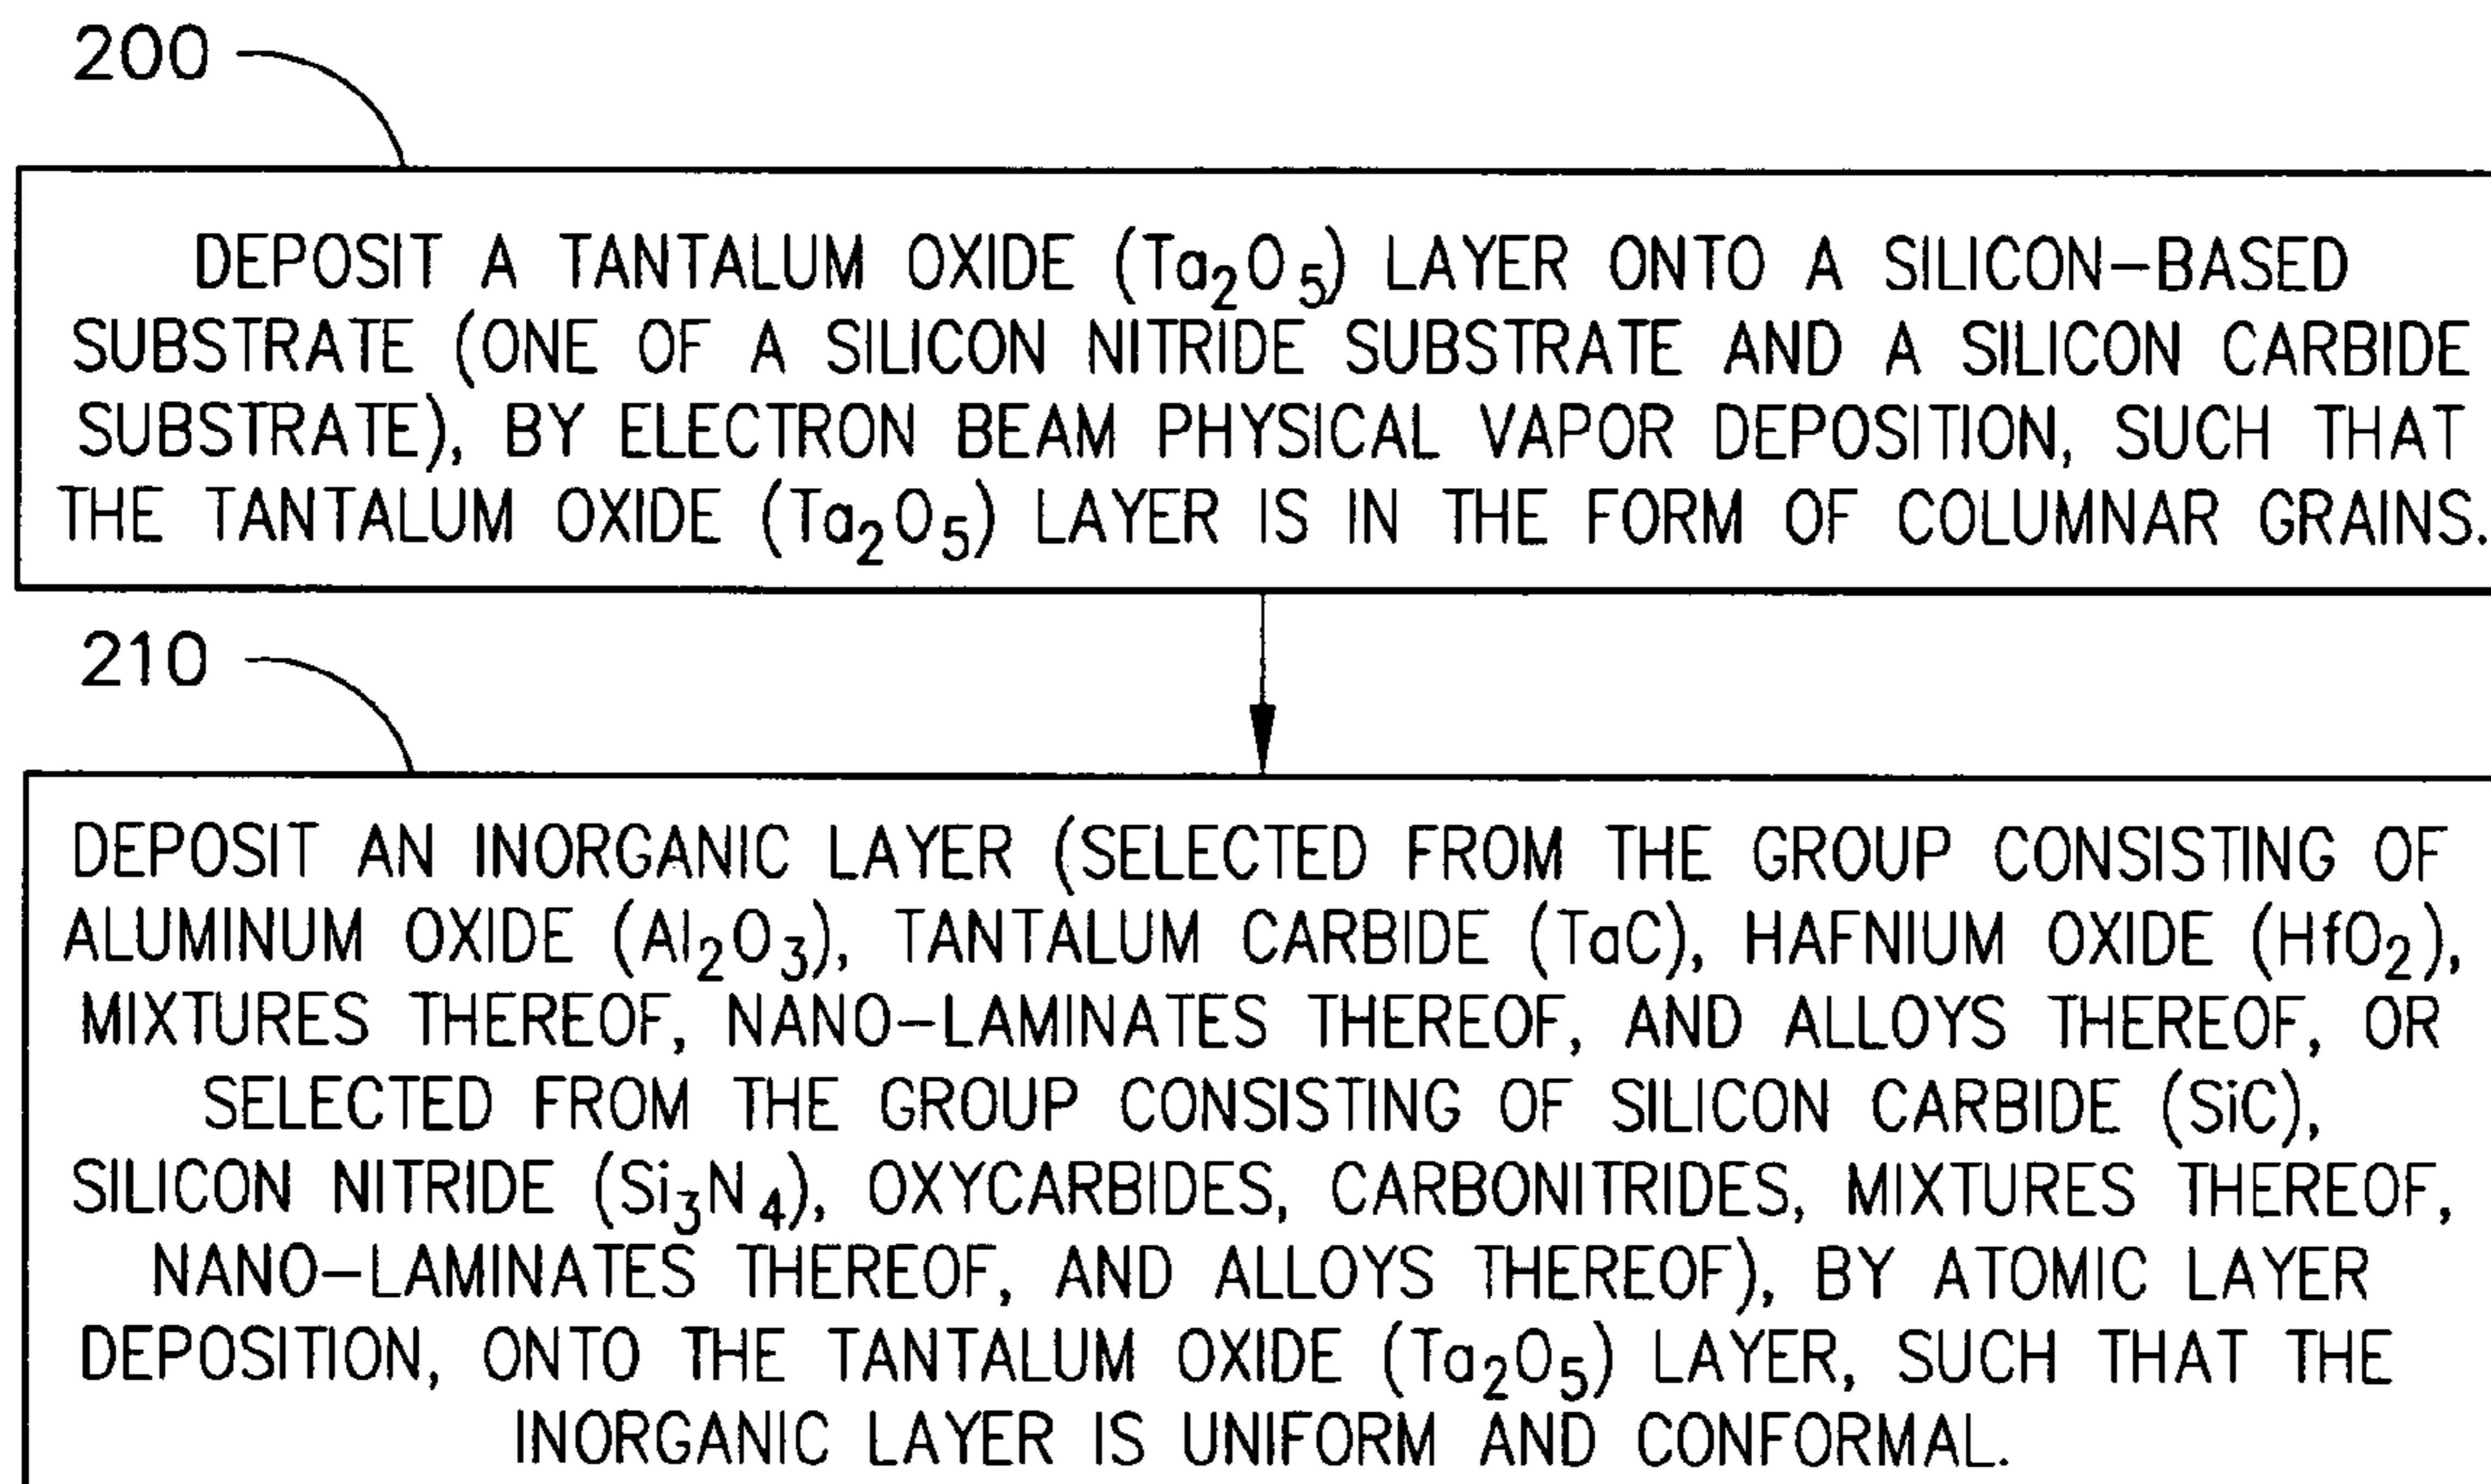 200
DEPOSIT A TANTALUM OXIDE (Ta₂O₅) LAYER ONTO A SILICON–BASED
SUBSTRATE (ONE OF A SILICON NITRIDE SUBSTRATE AND A SILICON CARBIDE
SUBSTRATE), BY ELECTRON BEAM PHYSICAL VAPOR DEPOSITION, SUCH THAT
THE TANTALUM OXIDE (Ta₂O₅) LAYER IS IN THE FORM OF COLUMNAR GRAINS.
210
DEPOSIT AN INORGANIC LAYER (SELECTED FROM THE GROUP CONSISTING OF
ALUMINUM OXIDE (Al₂O₃), TANTALUM CARBIDE (TaC), HAFNIUM OXIDE (HfO₂),
MIXTURES THEREOF, NANO–LAMINATES THEREOF, AND ALLOYS THEREOF, OR
SELECTED FROM THE GROUP CONSISTING OF SILICON CARBIDE (SiC),
SILICON NITRIDE (Si₃N₄), OXYCARBIDES, CARBONITRIDES, MIXTURES THEREOF,
NANO–LAMINATES THEREOF, AND ALLOYS THEREOF), BY ATOMIC LAYER
DEPOSITION, ONTO THE TANTALUM OXIDE (Ta₂O₅) LAYER, SUCH THAT THE
INORGANIC LAYER IS UNIFORM AND CONFORMAL.